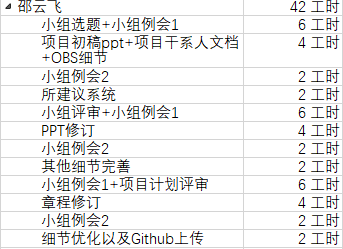 邵云飞 42 工时
小组选题+小组例会1 6 工时
项目初稿ppt+项目干系人文档 4 工时
+OBS细节
小组例会2 2 工时
所建议系统 2 工时
小组评审+小组例会1 6 工时
PPT修订 4 工时
小组例会2 2 工时
其他细节完善 2 工时
小组例会1+项目计划评审 6 工时
章程修订 4 工时
小组例会2 2 工时
细节优化以及Github上传 2 工时